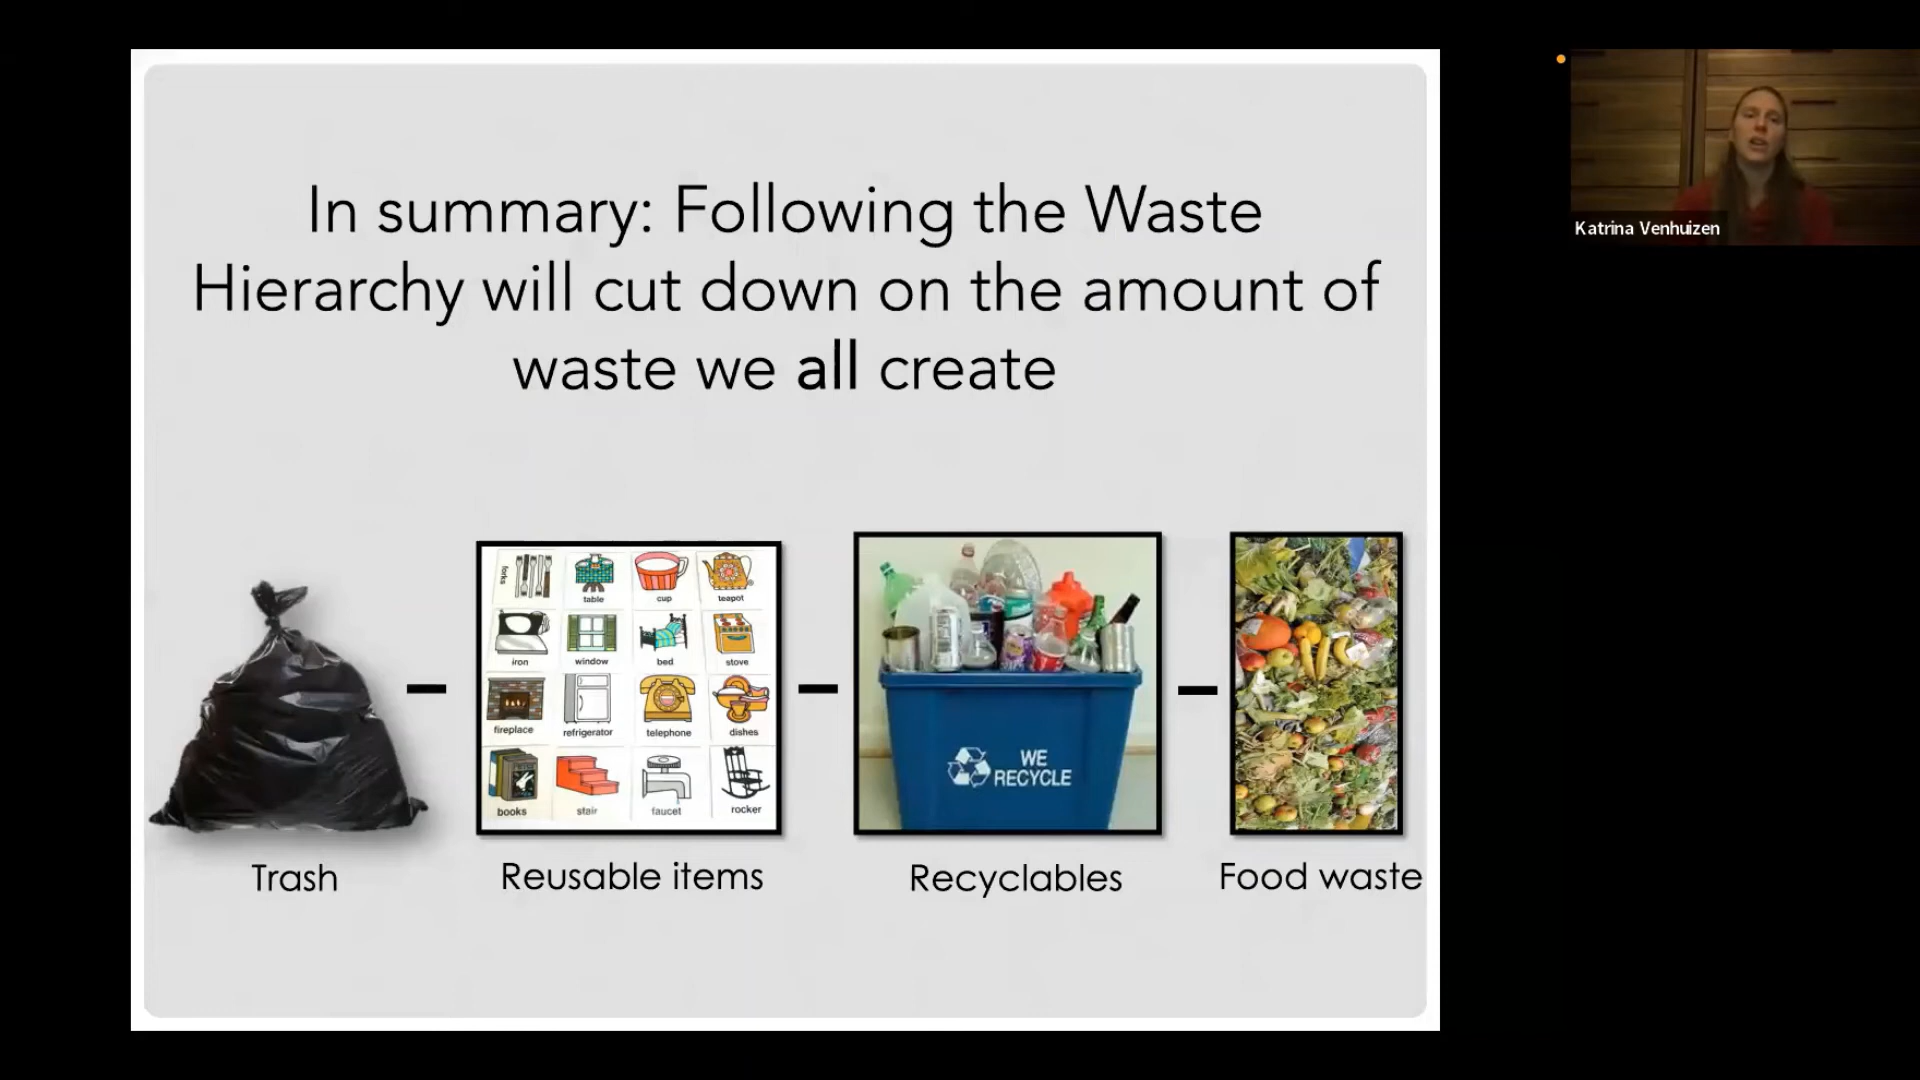 In summary: Following the Waste
Hierarchy will cut down on the amount of
waste we all create
Katrina Venhuizen
forks
table
cup
teapot
iron
window
bed
stove
fireplace
refrigerator
telephone
dishes
books
stair
faucet
rocker
WE
RECYCLE
Trash
Reusable items
Recyclables
Food waste